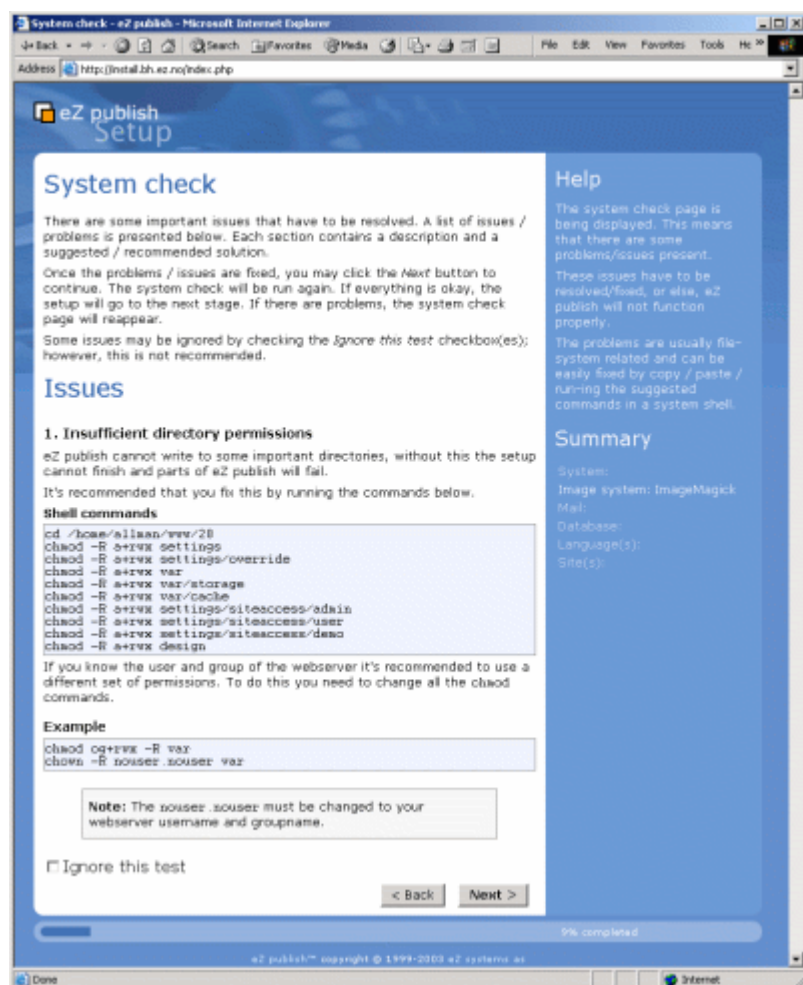 System check - eZ publish - Microsoft Internet Explorer
Back
Search
Favorites
Media
File Edit View Favorites Tools
Address http://install.bh.ez.no/index.php
eZ publish
Setup
System check
There are some important issues that have to be resolved. A list of issues /
problems is presented below. Each section contains a description and a
suggested / recommended solution.
Once the problems / issues are fixed, you may click the Next button to
continue. The system check will be run again. If everything is okay, the
setup will go to the next stage. If there are problems, the system check
page will reappear.
Some issues may be ignored by checking the Ignore this test checkbox(es);
however, this is not recommended.
Issues
1. Insufficient directory permissions
eZ publish cannot write to some important directories, without this the setup
cannot finish and parts of eZ publish will fail.
It's recommended that you fix this by running the commands below.
Shell commands
cd /home/allman/www/28
chmod -R a+rwx settings
chmod -R a+rwx settings/override
chmod -R a+rwx var
chmod -R a+rwx var/storage
chmod -R a+rwx var/cache
chmod -R a+rwx settings/siteaccess/admin
chmod -R a+rwx settings/siteaccess/user
chmod -R a+rwx settings/siteaccess/demo
chmod -R a+rwx design
If you know the user and group of the webserver it's recommended to use a
different set of permissions. To do this you need to change all the chmod
commands.
Example
chmod og+rwx -R var
chown -R nouser.nouser var
Note: The nouser.nouser must be changed to your
webserver username and groupname.
Ignore this test
< Back
Next >
Help
The system check page is
being displayed. This means
that there are some
problems/issues present.
These issues have to be
resolved/fixed, or else, eZ
publish will not function
properly.
The problems are usually file-
system related and can be
easily fixed by copy / paste /
run-ing the suggested
commands in a system shell.
Summary
System:
Image system: ImageMagick
Mail:
Database:
Language(s):
Site(s):
9% completed
eZ publish™ copyright © 1999-2003 eZ systems as
Done
Internet